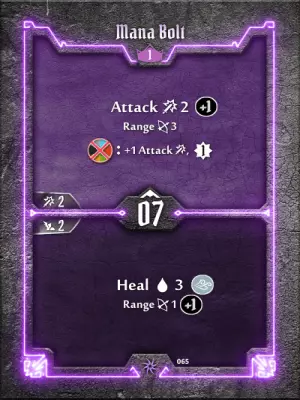 Mana Bolt
1
Attack 2 +1
Range 3
: +1 Attack , 1
2
07
2
Heal 3
Range 1 +1
065